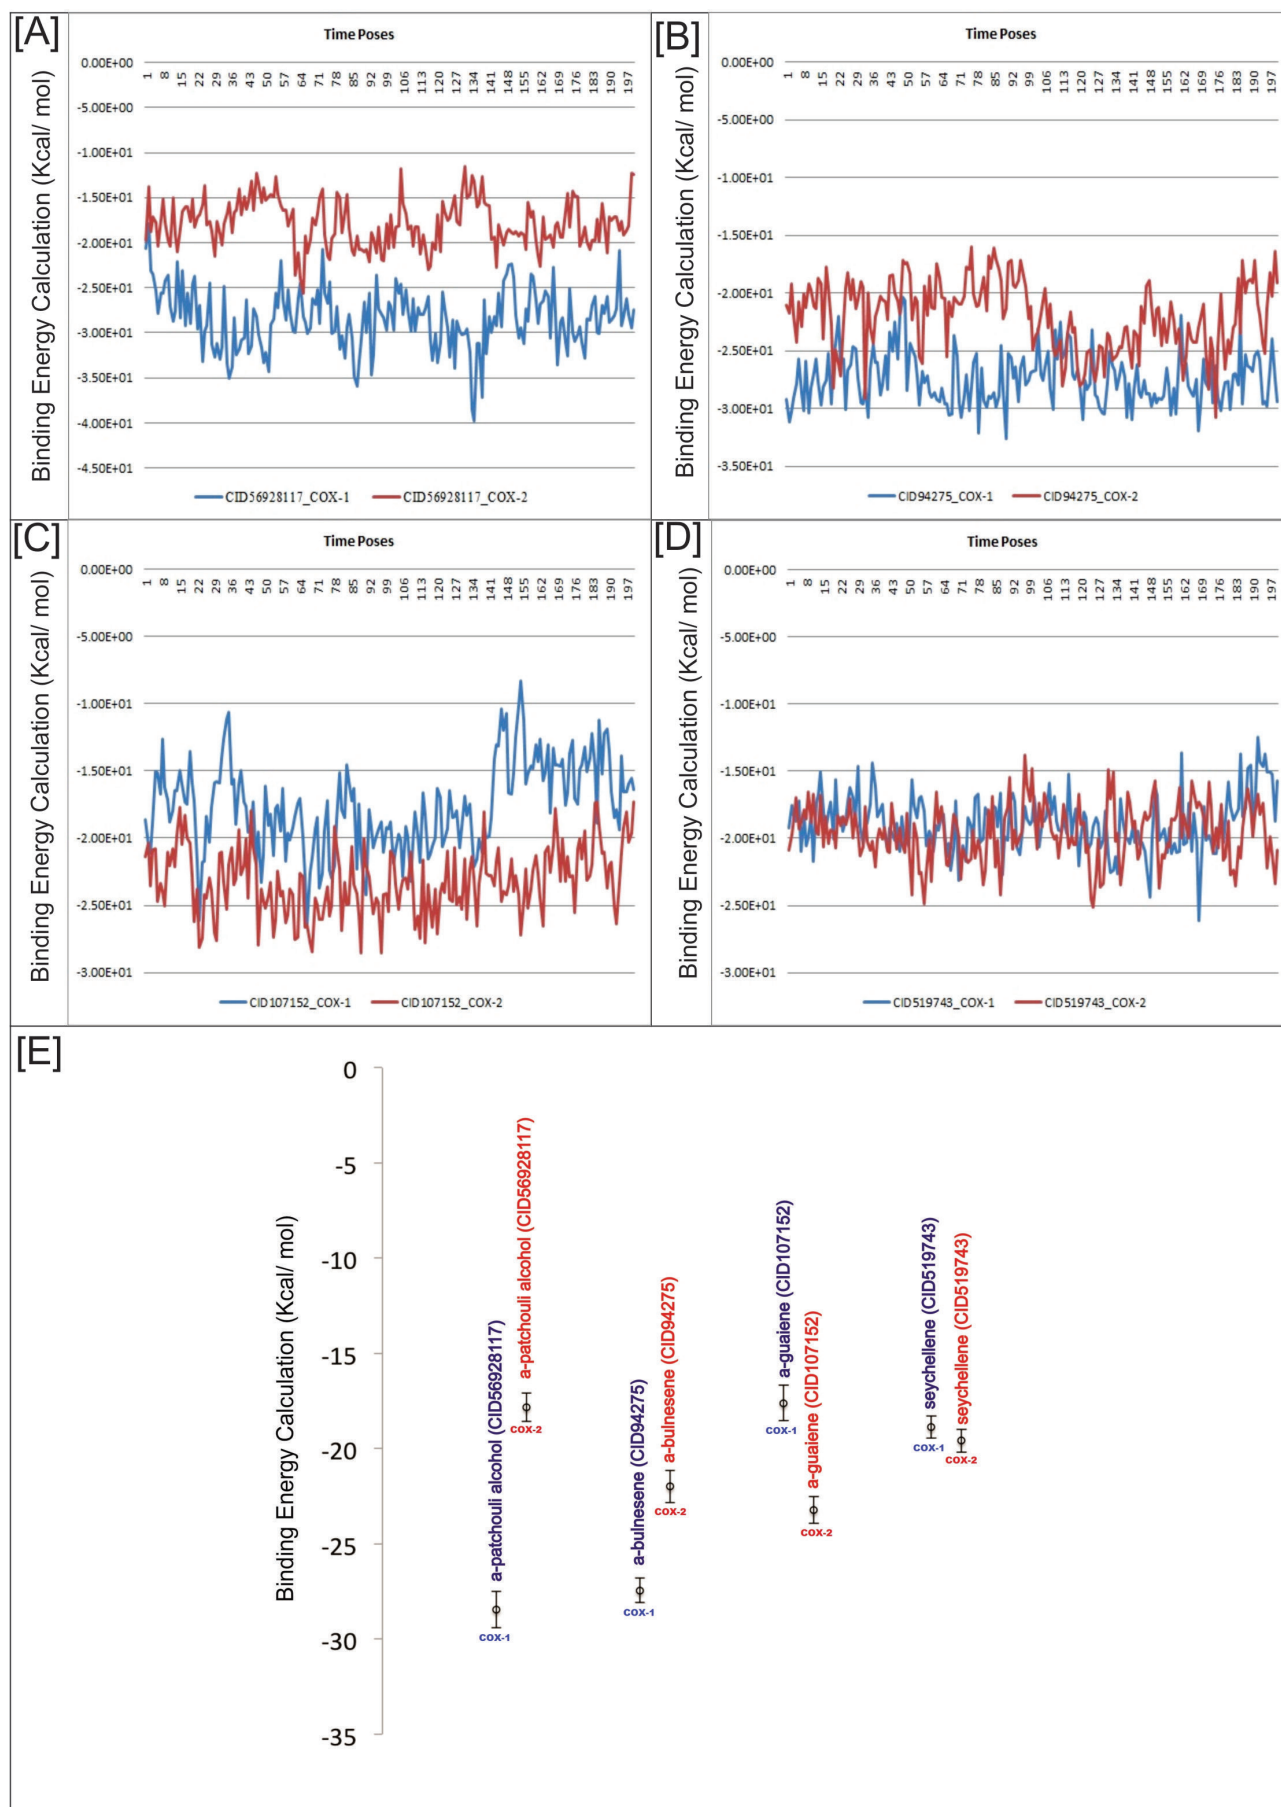 [A]
Time Poses
Binding Energy Calculation (Kcal/ mol)
0.00E+00
1 8 15 22 29 36 43 50 57 64 71 78 85 92 99 106 113 120 127 134 141 148 155 162 169 176 183 190 197
-5.00E+00
-1.00E+01
-1.50E+01
-2.00E+01
-2.50E+01
-3.00E+01
-3.50E+01
-4.00E+01
-4.50E+01
CID56928117_COX-1 CID56928117_COX-2
[B]
Time Poses
Binding Energy Calculation (Kcal/ mol)
0.00E+00
1 8 15 22 29 36 43 50 57 64 71 78 85 92 99 106 113 120 127 134 141 148 155 162 169 176 183 190 197
-5.00E+00
-1.00E+01
-1.50E+01
-2.00E+01
-2.50E+01
-3.00E+01
-3.50E+01
CID94275_COX-1 CID94275_COX-2
[C]
Time Poses
Binding Energy Calculation (Kcal/ mol)
0.00E+00
1 8 15 22 29 36 43 50 57 64 71 78 85 92 99 106 113 120 127 134 141 148 155 162 169 176 183 190 197
-5.00E+00
-1.00E+01
-1.50E+01
-2.00E+01
-2.50E+01
-3.00E+01
CID107152_COX-1 CID107152_COX-2
[D]
Time Poses
Binding Energy Calculation (Kcal/ mol)
0.00E+00
1 8 15 22 29 36 43 50 57 64 71 78 85 92 99 106 113 120 127 134 141 148 155 162 169 176 183 190 197
-5.00E+00
-1.00E+01
-1.50E+01
-2.00E+01
-2.50E+01
-3.00E+01
CID519743_COX-1 CID519743_COX-2
[E]
Binding Energy Calculation (Kcal/ mol)
0
-5
-10
-15
-20
-25
-30
-35
a-patchouli alcohol (CID56928117)
COX-1
a-patchouli alcohol (CID56928117)
COX-2
a-bulnesene (CID94275)
COX-1
a-bulnesene (CID94275)
COX-2
a-guaiene (CID107152)
COX-1
a-guaiene (CID107152)
COX-2
seychellene (CID519743)
COX-1
seychellene (CID519743)
COX-2